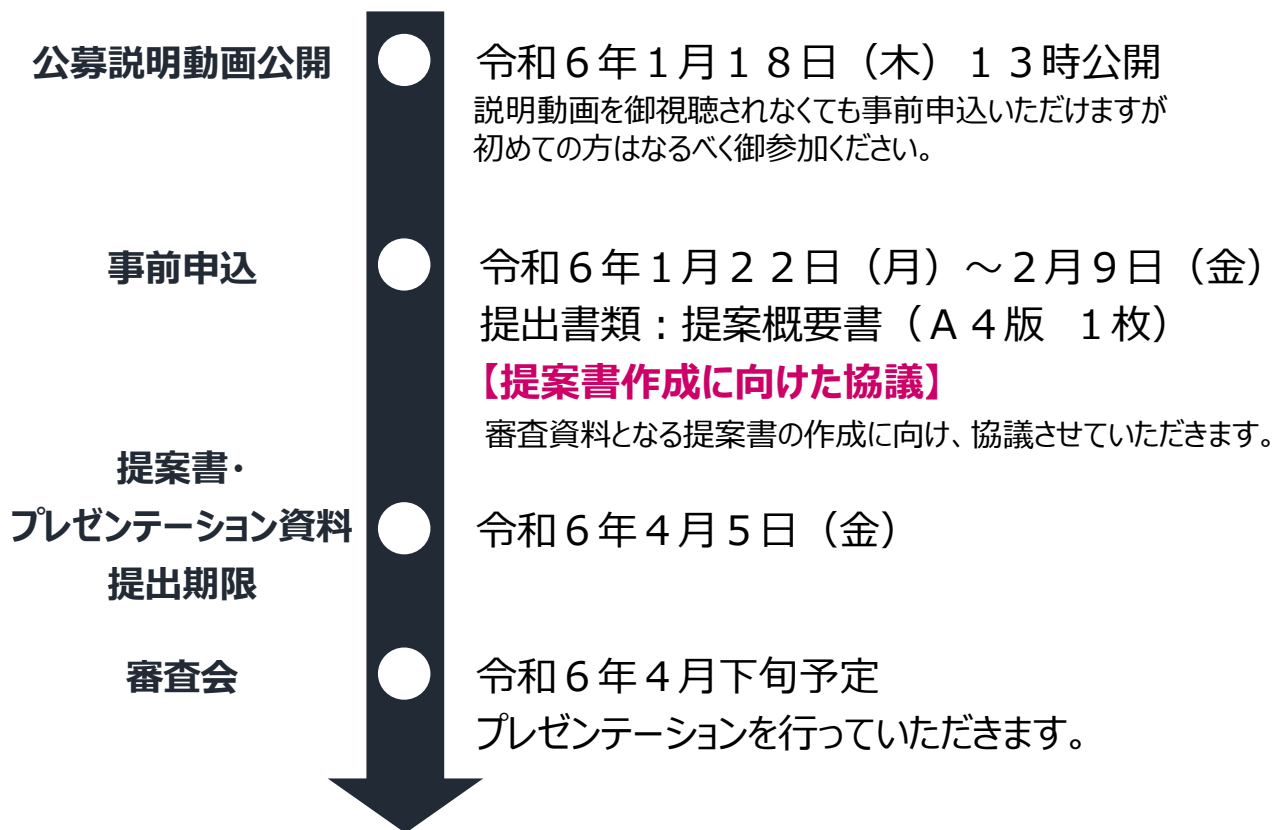 公募説明動画公開
令和６年１月１８日（木）１３時公開
説明動画を御視聴されなくても事前申込いただけますが
初めての方はなるべく御参加ください。
事前申込
令和６年１月２２日（月）～２月９日（金）
提出書類：提案概要書（Ａ４版　１枚）
【提案書作成に向けた協議】
審査資料となる提案書の作成に向け、協議させていただきます。
提案書・
プレゼンテーション資料
提出期限
令和６年４月５日（金）
審査会
令和６年４月下旬予定
プレゼンテーションを行っていただきます。